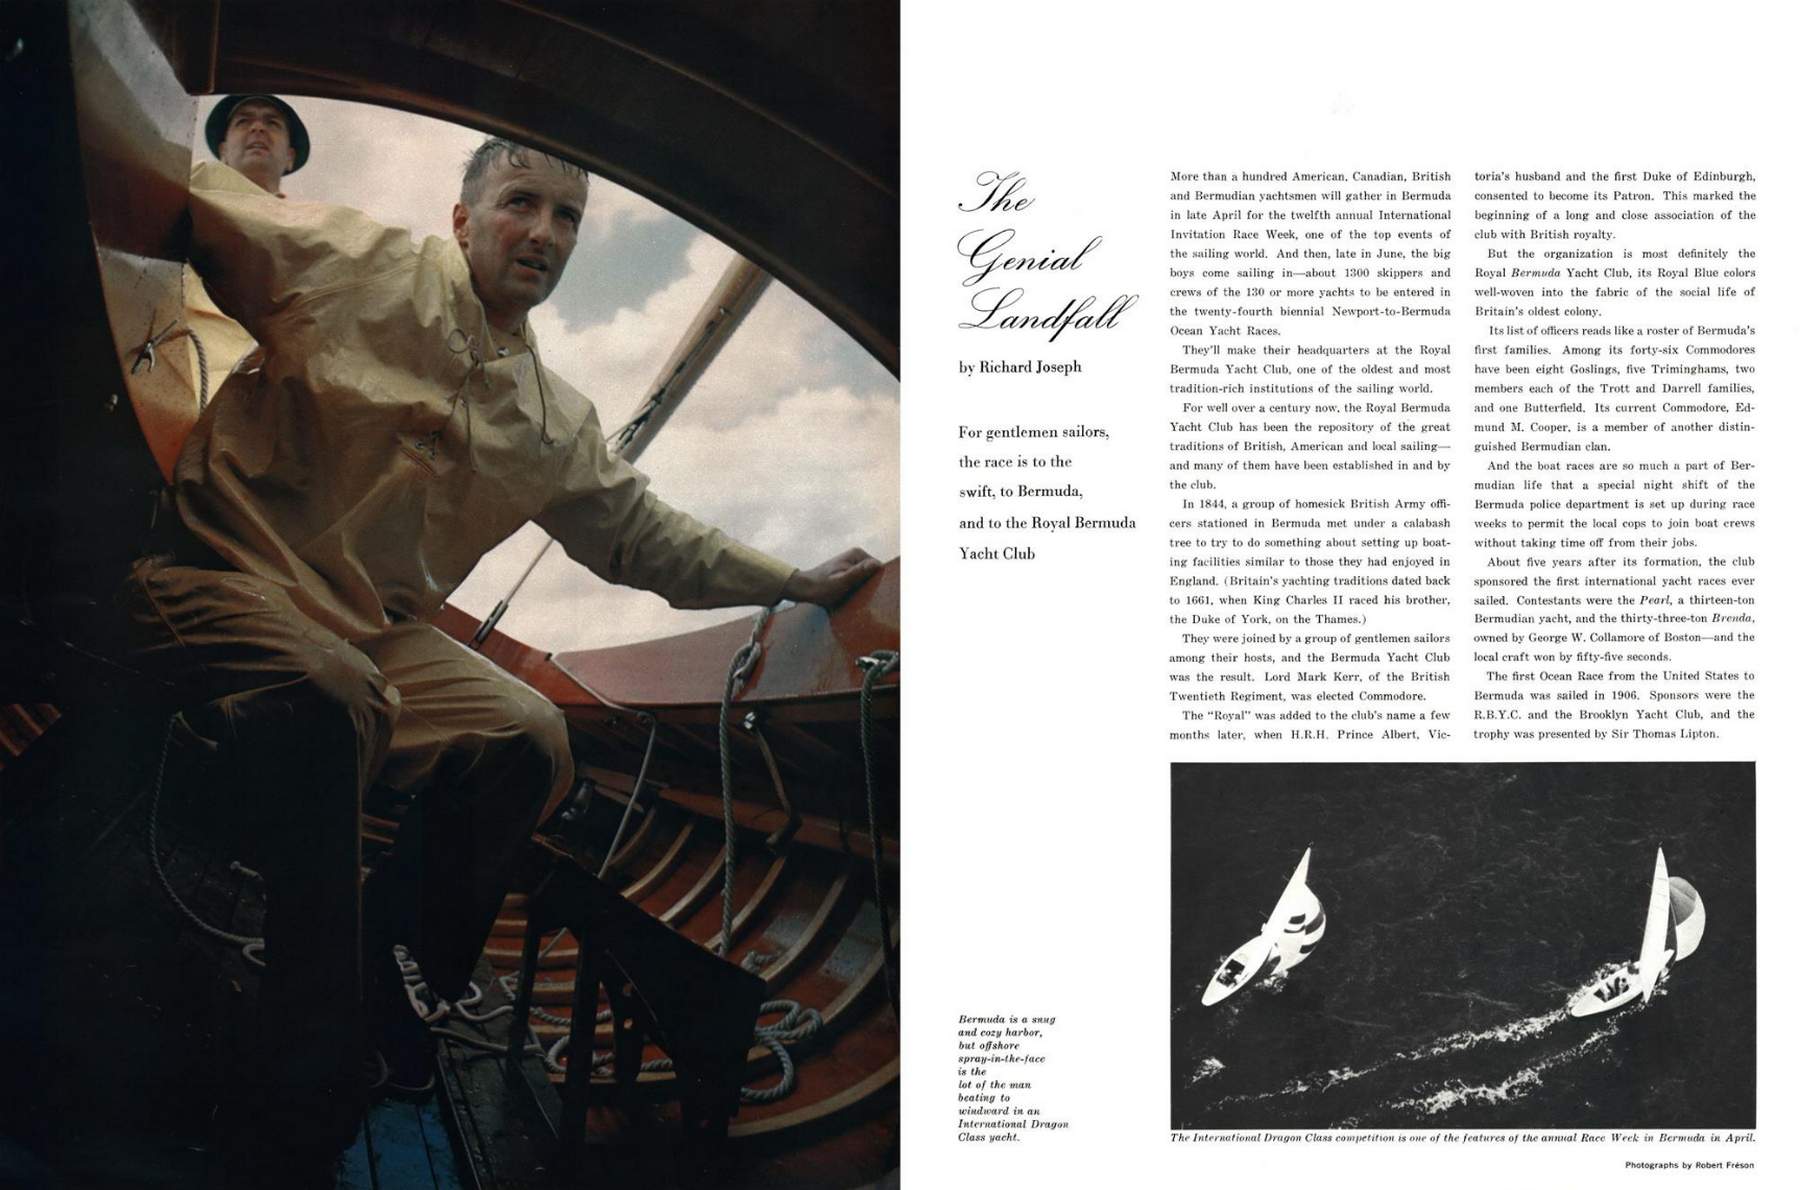 The
Genial
Landfall
by Richard Joseph
For gentlemen sailors,
the race is to the
swift, to Bermuda,
and to the Royal Bermuda
Yacht Club
More than a hundred American, Canadian, British
and Bermudian yachtsmen will gather in Bermuda
in late April for the twelfth annual International
Invitation Race Week, one of the top events of
the sailing world. And then, late in June, the big
boys come sailing in—about 1300 skippers and
crews of the 130 or more yachts to be entered in
the twenty-fourth biennial Newport-to-Bermuda
Ocean Yacht Races.
They'll make their headquarters at the Royal
Bermuda Yacht Club, one of the oldest and most
tradition-rich institutions of the sailing world.
For well over a century now, the Royal Bermuda
Yacht Club has been the repository of the great
traditions of British, American and local sailing—
and many of them have been established in and by
the club.
In 1844, a group of homesick British Army offi-
cers stationed in Bermuda met under a calabash
tree to try to do something about setting up boat-
ing facilities similar to those they had enjoyed in
England. (Britain's yachting traditions dated back
to 1661, when King Charles II raced his brother,
the Duke of York, on the Thames.)
They were joined by a group of gentlemen sailors
among their hosts, and the Bermuda Yacht Club
was the result. Lord Mark Kerr, of the British
Twentieth Regiment, was elected Commodore.
The "Royal" was added to the club's name a few
months later, when H.R.H. Prince Albert, Vic-
toria's husband and the first Duke of Edinburgh,
consented to become its Patron. This marked the
beginning of a long and close association of the
club with British royalty.
But the organization is most definitely the
Royal Bermuda Yacht Club, its Royal Blue colors
well-woven into the fabric of the social life of
Britain's oldest colony.
Its list of officers reads like a roster of Bermuda's
first families. Among its forty-six Commodores
have been eight Goslings, five Triminghams, two
members each of the Trott and Darrell families,
and one Butterfield. Its current Commodore, Ed-
mund M. Cooper, is a member of another distin-
guished Bermudian clan.
And the boat races are so much a part of Ber-
mudian life that a special night shift of the
Bermuda police department is set up during race
weeks to permit the local cops to join boat crews
without taking time off from their jobs.
About five years after its formation, the club
sponsored the first international yacht races ever
sailed. Contestants were the Pearl, a thirteen-ton
Bermudian yacht, and the thirty-three-ton Brenda,
owned by George W. Collamore of Boston—and the
local craft won by fifty-five seconds.
The first Ocean Race from the United States to
Bermuda was sailed in 1906. Sponsors were the
R.B.Y.C. and the Brooklyn Yacht Club, and the
trophy was presented by Sir Thomas Lipton.
Bermuda is a snug
and cozy harbor,
but offshore
spray-in-the-face
is the
lot of the man
beating to
windward in an
International Dragon
Class yacht.
The International Dragon Class competition is one of the features of the annual Race Week in Bermuda in April.
Photographs by Robert Fréson